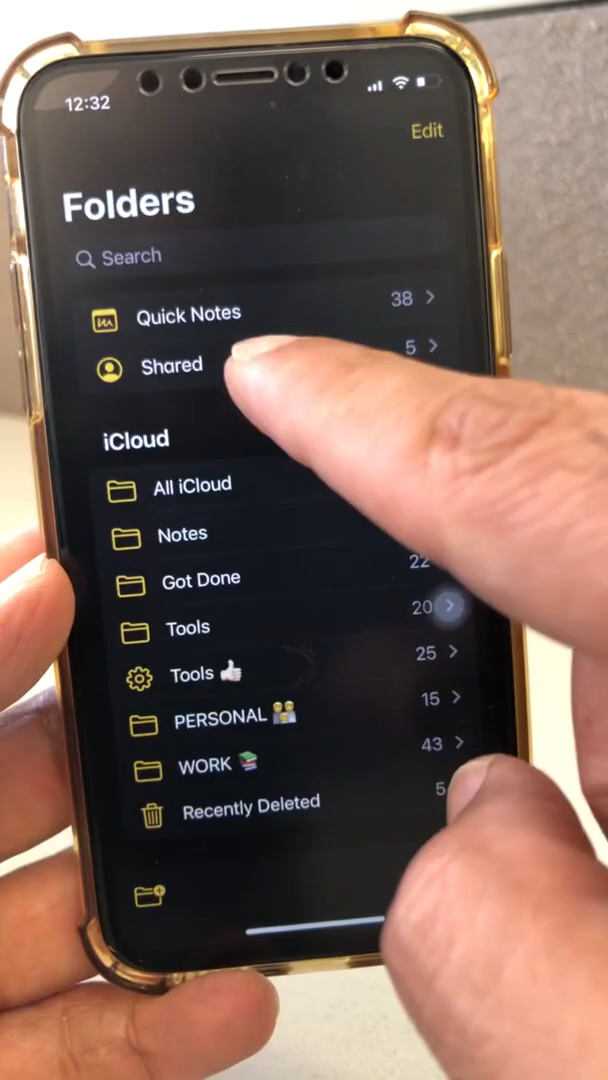 12:32
Edit
Folders
Search
Quick Notes 38
Shared 5
iCloud
All iCloud
Notes
Got Done 22
Tools 20
Tools 👍🏻 25
PERSONAL 15
WORK 📚 43
Recently Deleted 5